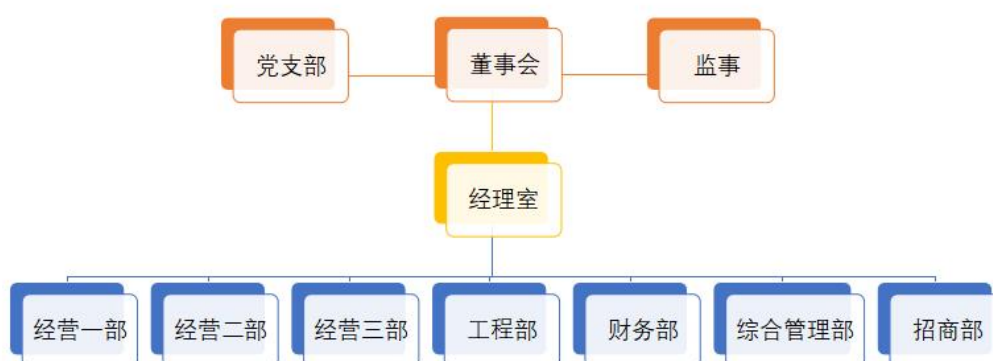 党支部 董事会 监事
经理室
经营一部 经营二部 经营三部 工程部 财务部 综合管理部 招商部